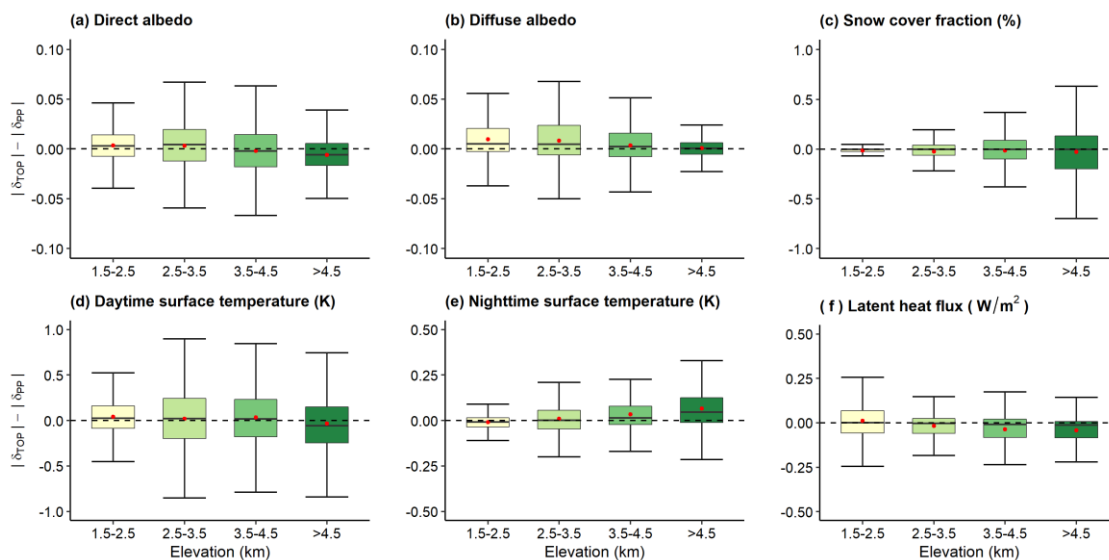 (a) Direct albedo
(b) Diffuse albedo
(c) Snow cover fraction (%)
| δTOP | − | δPP |
0.10
0.05
0.00
-0.05
-0.10
0.10
0.05
0.00
-0.05
-0.10
1.0
0.5
0.0
-0.5
-1.0
1.5-2.5 2.5-3.5 3.5-4.5 >4.5
1.5-2.5 2.5-3.5 3.5-4.5 >4.5
1.5-2.5 2.5-3.5 3.5-4.5 >4.5
(d) Daytime surface temperature (K)
(e) Nighttime surface temperature (K)
( f ) Latent heat flux ( W/m² )
| δTOP | − | δPP |
1.0
0.5
0.0
-0.5
-1.0
0.50
0.25
0.00
-0.25
-0.50
0.50
0.25
0.00
-0.25
-0.50
1.5-2.5 2.5-3.5 3.5-4.5 >4.5
1.5-2.5 2.5-3.5 3.5-4.5 >4.5
1.5-2.5 2.5-3.5 3.5-4.5 >4.5
Elevation (km)
Elevation (km)
Elevation (km)